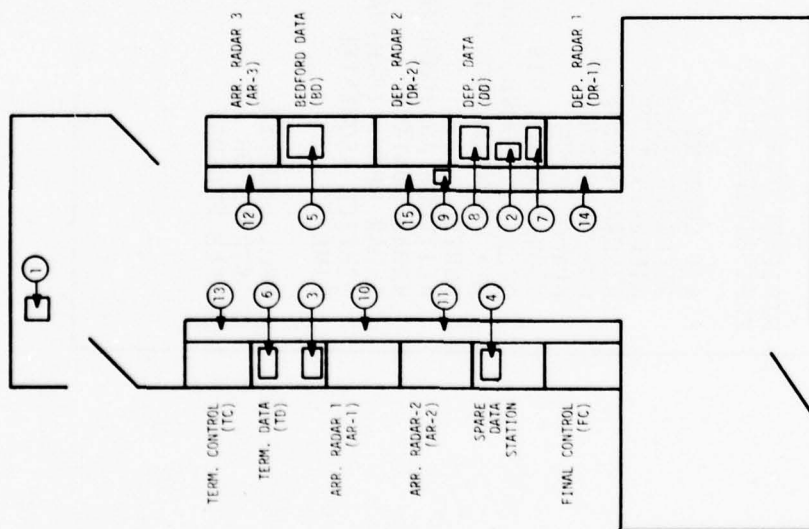 1
ARR. RADAR 3
(AR-3)
BEDFORD DATA
(BD)
DEP. RADAR 2
(DR-2)
DEP. DATA
(DD)
DEP. RADAR 1
(DR-1)
12
5
15
9
8
2
7
14
13
6
3
10
11
4
TERM. CONTROL
(TC)
TERM. DATA
(TD)
ARR. RADAR 1
(AR-1)
ARR. RADAR-2
(AR-2)
SPARE
DATA
STATION
FINAL CONTROL
(FC)